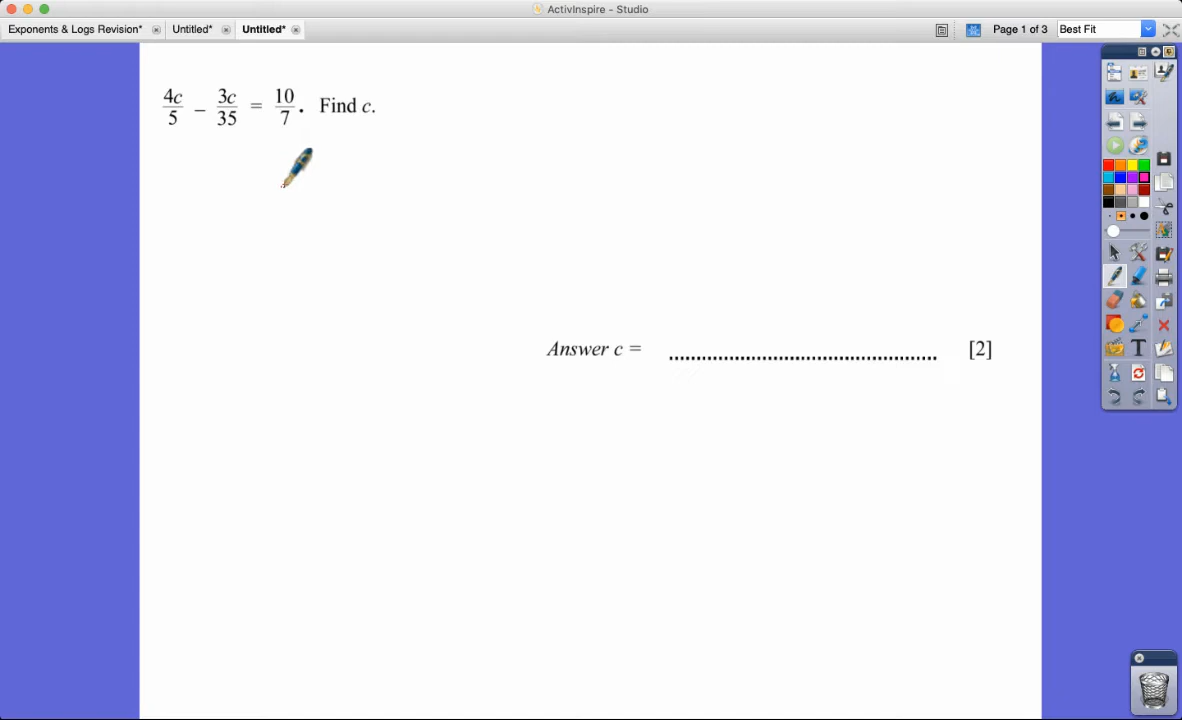 ActivInspire - Studio
Exponents & Logs Revision* Untitled* Untitled* Page 1 of 3 Best Fit
4c/5 – 3c/35 = 10/7. Find c.
Answer c = ................................................ [2]
T